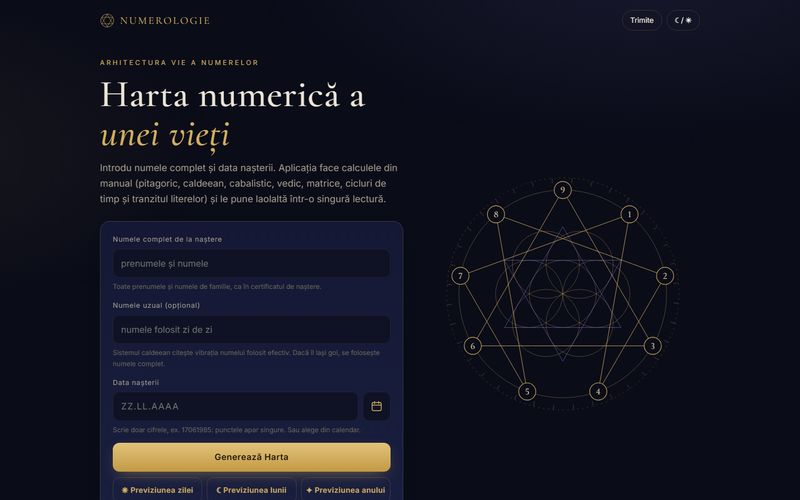 NUMEROLOGIE
Trimite
☾ / ☀
ARHITECTURA VIE A NUMERELOR
Harta numerică a
unei vieți
Introdu numele complet și data nașterii. Aplicația face calculele din
manual (pitagoric, caldeean, cabalistic, vedic, matrice, cicluri de
timp și tranzitul literelor) și le pune laolaltă într-o singură lectură.
Numele complet de la naștere
prenumele și numele
Toate prenumele și numele de familie, ca în certificatul de naștere.
Numele uzual (opțional)
numele folosit zi de zi
Sistemul caldeean citește vibrația numelui folosit efectiv. Dacă îl lași gol, se folosește
numele complet.
Data nașterii
ZZ.LL.AAAA
Scrie doar cifrele, ex. 17061985: punctele apar singure. Sau alege din calendar.
Generează Harta
☀ Previziunea zilei
☾ Previziunea lunii
✦ Previziunea anului
9
1
2
3
4
5
6
7
8